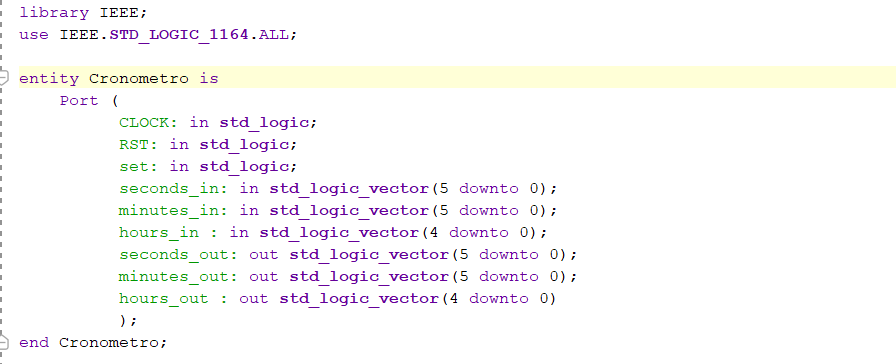 library IEEE;
use IEEE.STD_LOGIC_1164.ALL;
entity Cronometro is
Port (
CLOCK: in std_logic;
RST: in std_logic;
set: in std_logic;
seconds_in: in std_logic_vector(5 downto 0);
minutes_in: in std_logic_vector(5 downto 0);
hours_in : in std_logic_vector(4 downto 0);
seconds_out: out std_logic_vector(5 downto 0);
minutes_out: out std_logic_vector(5 downto 0);
hours_out : out std_logic_vector(4 downto 0)
);
end Cronometro;